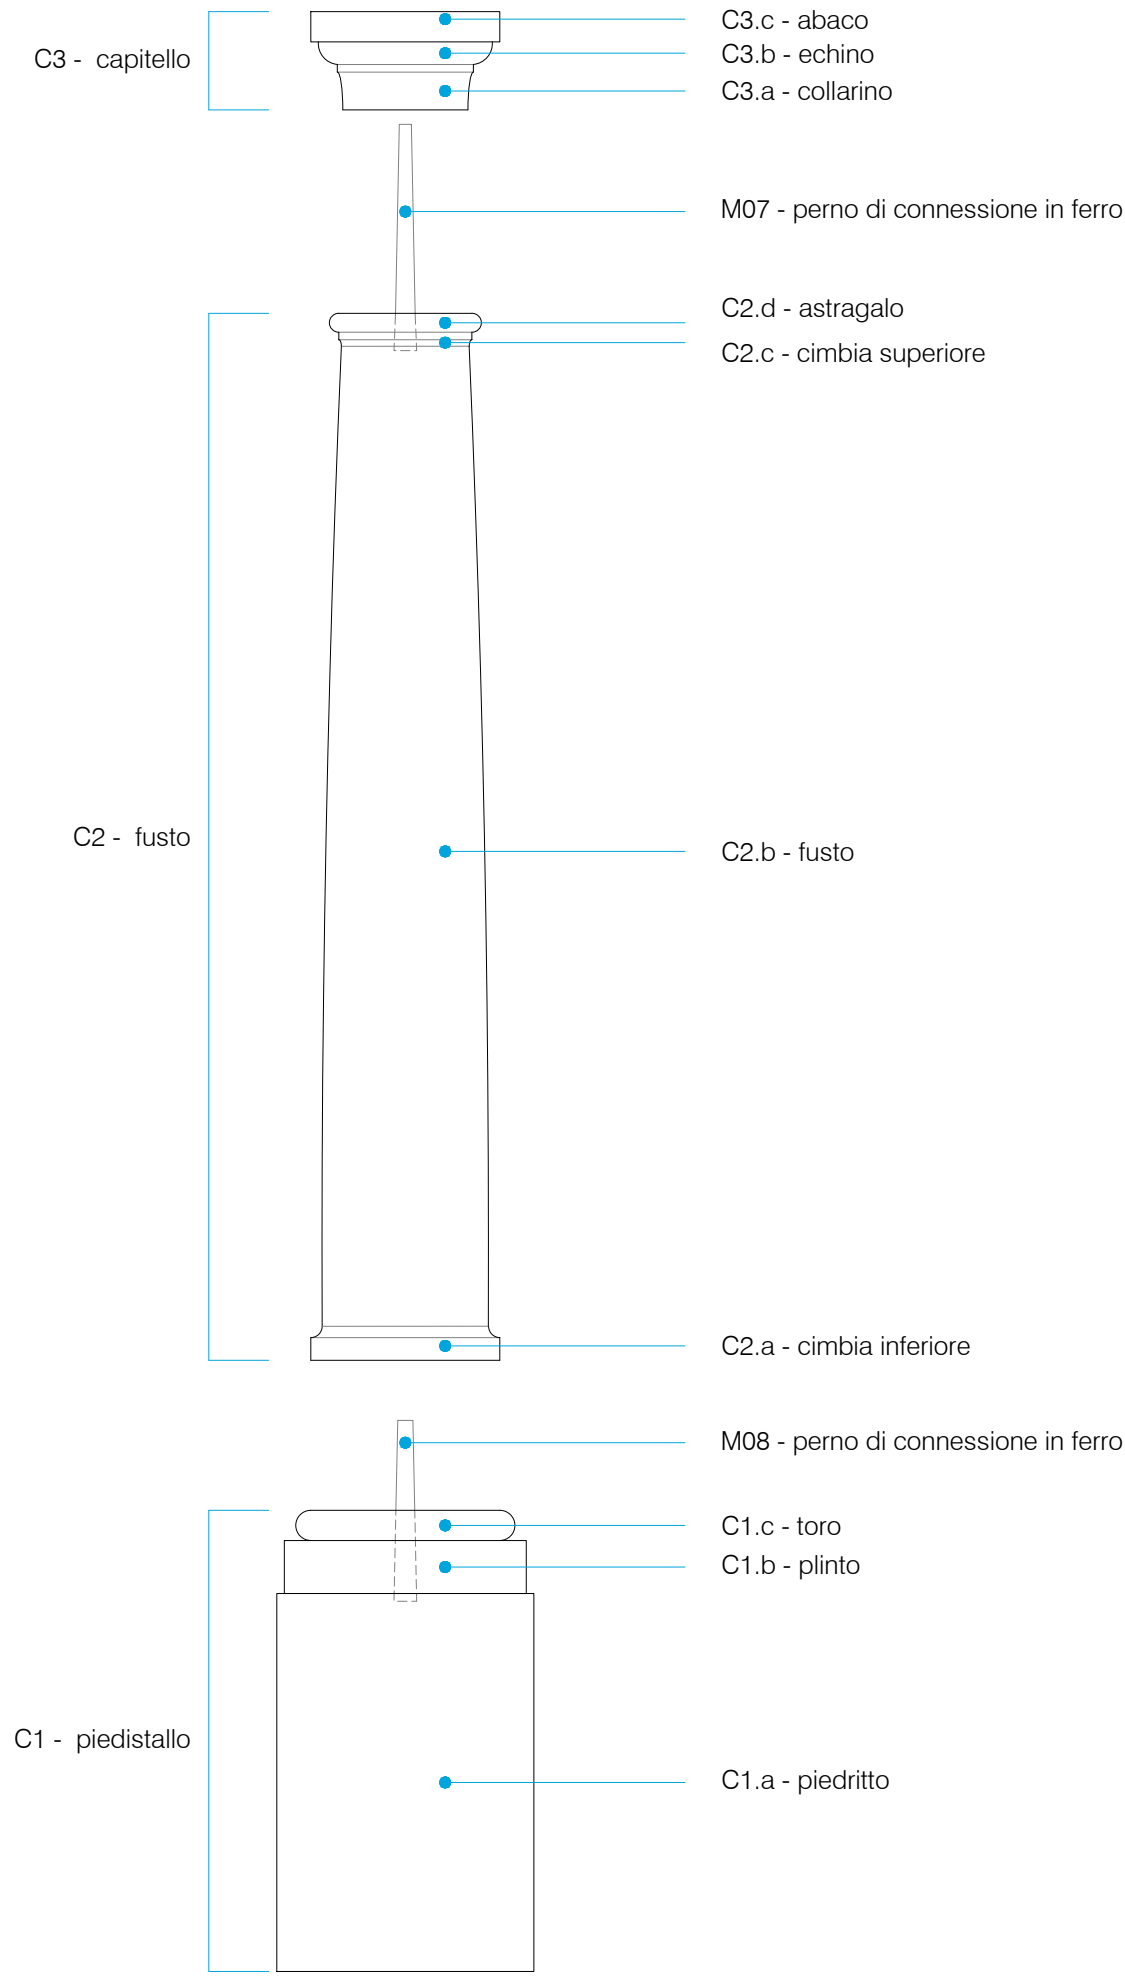 C3.c - abaco
C3 - capitello
C3.b - echino
C3.a - collarino
M07 - perno di connessione in ferro
C2.d - astragalo
C2.c - cimbia superiore
C2 - fusto
C2.b - fusto
C2.a - cimbia inferiore
M08 - perno di connessione in ferro
C1.c - toro
C1.b - plinto
C1 - piedistallo
C1.a - piedritto